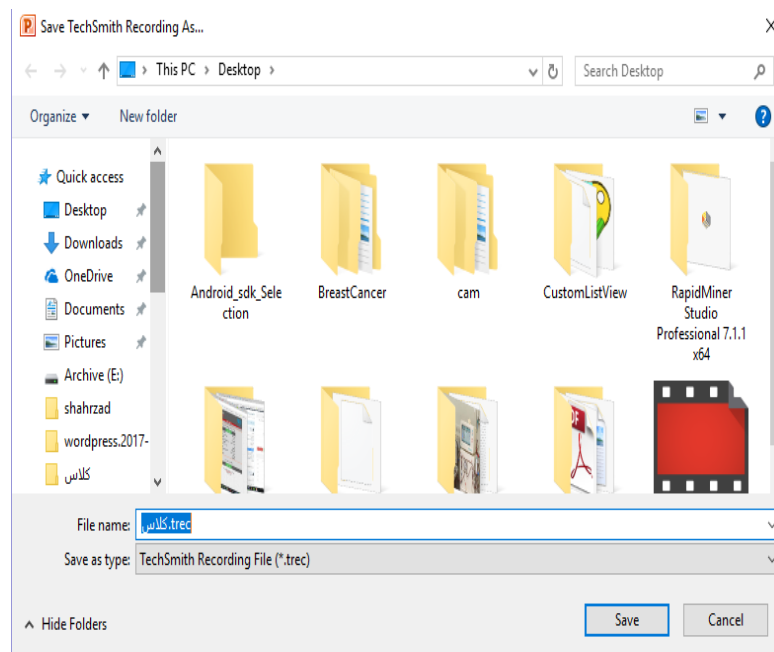 Save TechSmith Recording As...
This PC > Desktop >
Search Desktop
Organize
New folder
Quick access
Desktop
Downloads
OneDrive
Documents
Pictures
Archive (E:)
shahrzad
wordpress.2017-
کلاس
Android_sdk_Sele
ction
BreastCancer
cam
CustomListView
RapidMiner
Studio
Professional 7.1.1
x64
File name: کلاس.trec
Save as type: TechSmith Recording File (*.trec)
Hide Folders
Save
Cancel